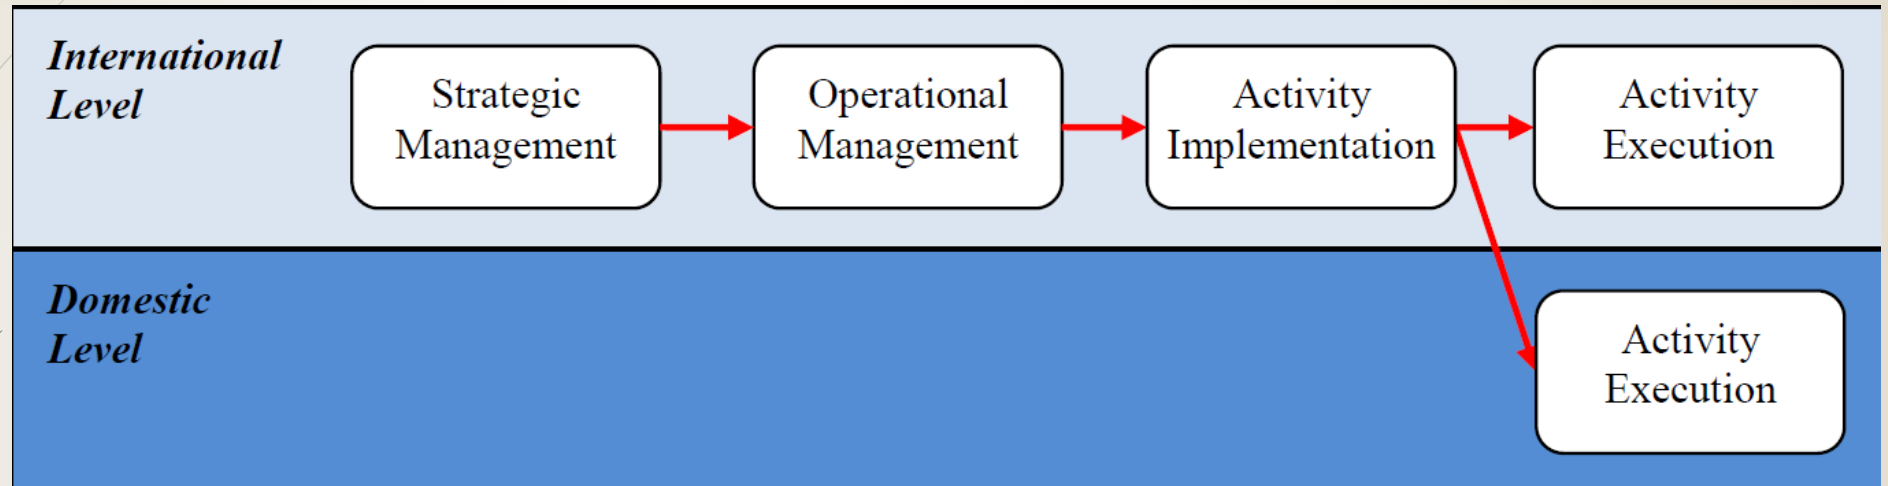 International
Level
Strategic
Management
Operational
Management
Activity
Implementation
Activity
Execution
Domestic
Level
Activity
Execution